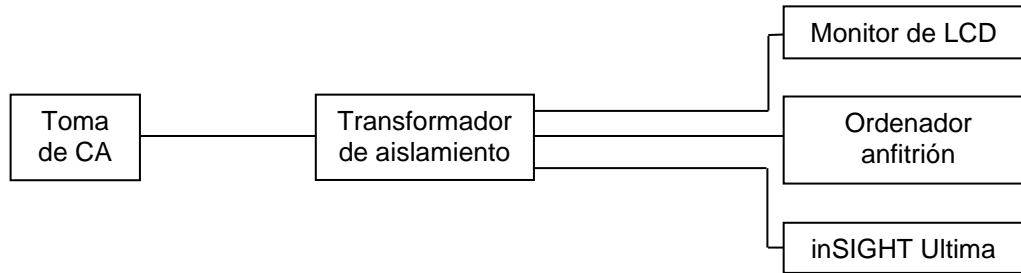 Monitor de LCD
Toma
de CA
Transformador
de aislamiento
Ordenador
anfitrión
inSIGHT Ultima